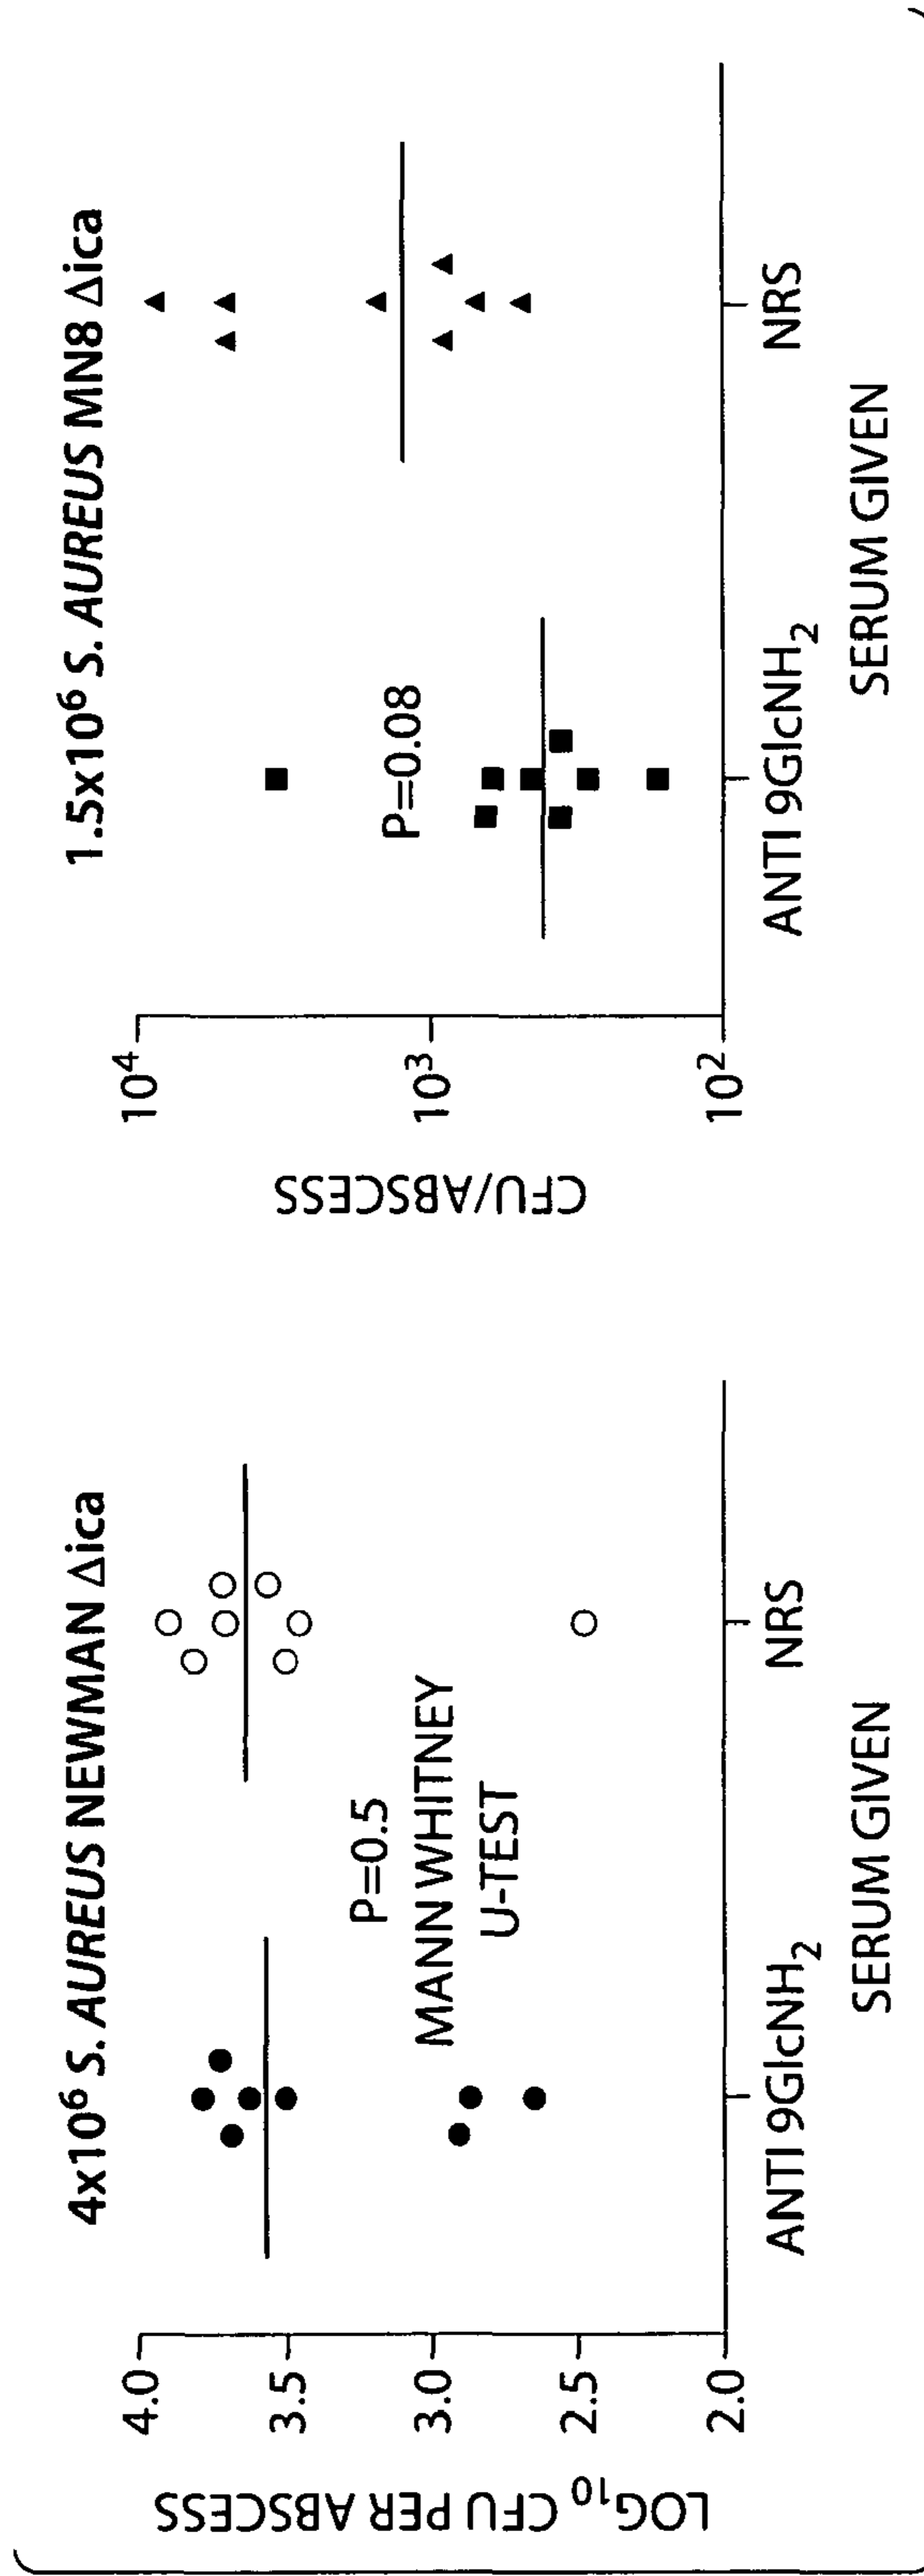 4x10⁶ S. AUREUS NEWMAN Δica
LOG₁₀ CFU PER ABSCESS
4.0
3.5
3.0
2.5
2.0
P=0.5
MANN WHITNEY
U-TEST
ANTI 9GlcNH₂
NRS
SERUM GIVEN
1.5x10⁶ S. AUREUS MN8 Δica
CFU/ABSCESS
10⁴
10³
10²
P=0.08
ANTI 9GlcNH₂
NRS
SERUM GIVEN